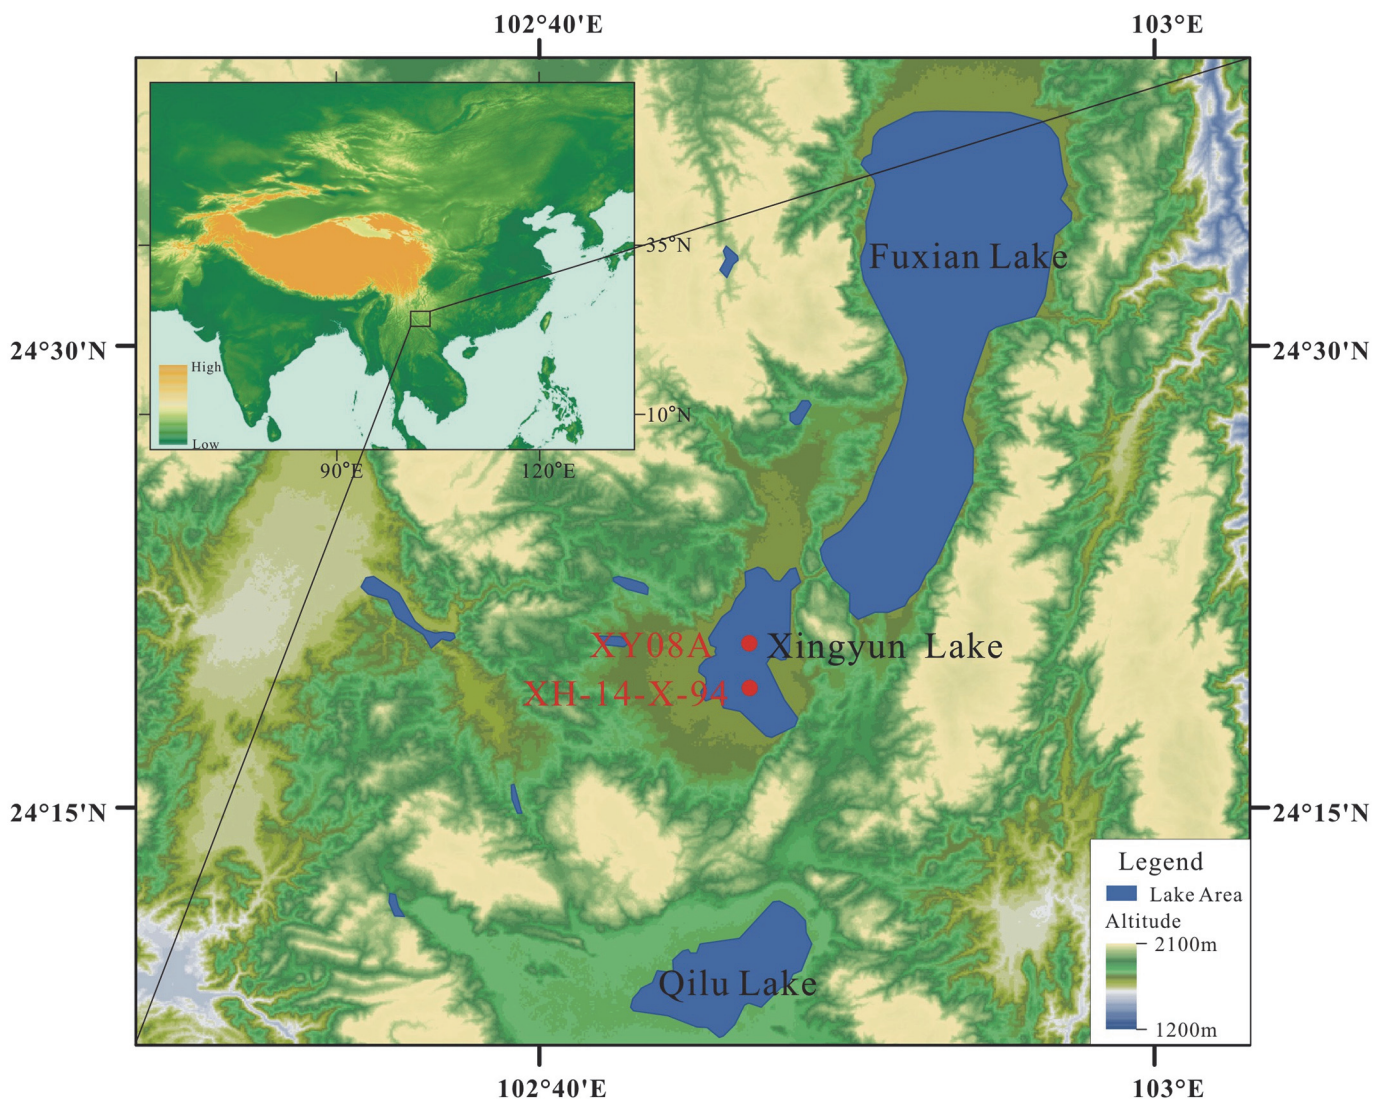 102°40'E
103°E
35°N
Fuxian Lake
High
24°30'N
24°30'N
10°N
Low
90°E
120°E
XY08A
Xingyun Lake
XH-14-X-94
24°15'N
24°15'N
Legend
Lake Area
Altitude
2100m
1200m
Qilu Lake
102°40'E
103°E